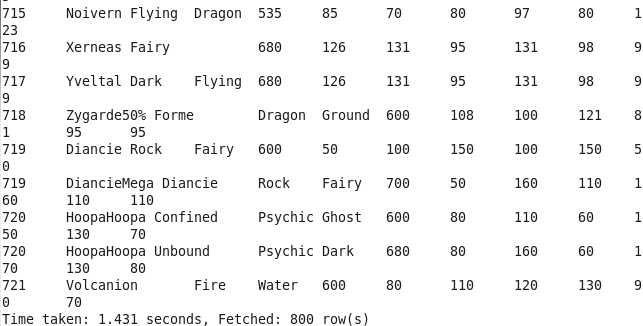 715 Noivern Flying Dragon 535 85 70 80 97 80 1
23
716 Xerneas Fairy 680 126 131 95 131 98 9
9
717 Yveltal Dark Flying 680 126 131 95 131 98 9
9
718 Zygarde50% Forme Dragon Ground 600 108 100 121 8
1 95 95
719 Diancie Rock Fairy 600 50 100 150 100 150 5
0
719 DiancieMega Diancie Rock Fairy 700 50 160 110 1
60 110 110
720 HoopaHoopa Confined Psychic Ghost 600 80 110 60 1
50 130 70
720 HoopaHoopa Unbound Psychic Dark 680 80 160 60 1
70 130 80
721 Volcanion Fire Water 600 80 110 120 130 9
0 70
Time taken: 1.431 seconds, Fetched: 800 row(s)